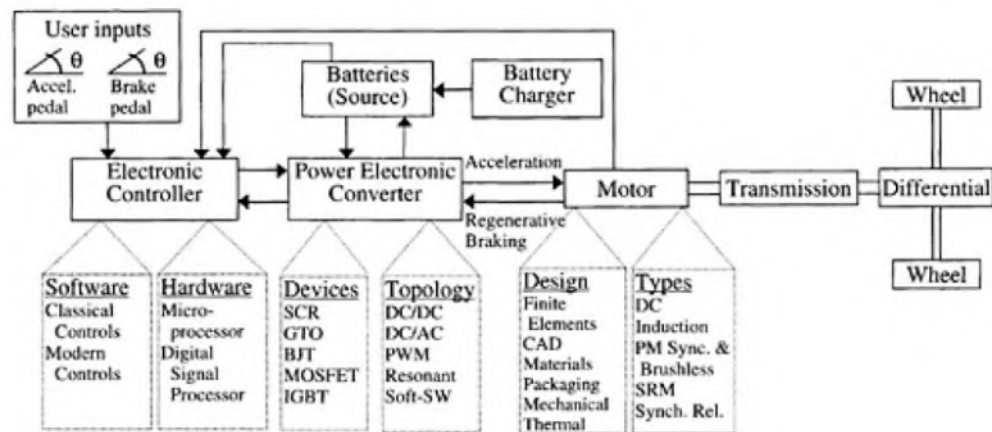 User inputs
θ
θ
Accel.
pedal
Brake
pedal
Batteries
(Source)
Battery
Charger
Wheel
Electronic
Controller
Power Electronic
Converter
Acceleration
Regenerative
Braking
Motor
Transmission
Differential
Wheel
Software
Classical
Controls
Modern
Controls
Hardware
Micro-
processor
Digital
Signal
Processor
Devices
SCR
GTO
BJT
MOSFET
IGBT
Topology
DC/DC
DC/AC
PWM
Resonant
Soft-SW
Design
Finite
Elements
CAD
Materials
Packaging
Mechanical
Thermal
Types
DC
Induction
PM Sync. &
Brushless
SRM
Synch. Rel.